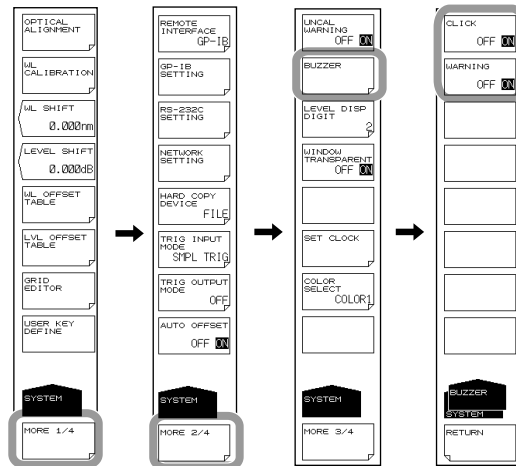 OPTICAL
ALIGNMENT
WL
CALIBRATION
WL SHIFT
0.000nm
LEVEL SHIFT
0.000dB
WL OFFSET
TABLE
LVL OFFSET
TABLE
GRID
EDITOR
USER KEY
DEFINE
SYSTEM
MORE 1/4
REMOTE
INTERFACE
GP-IB
GP-IB
SETTING
RS-232C
SETTING
NETWORK
SETTING
HARD COPY
DEVICE
FILE
TRIG INPUT
MODE
SMPL TRIG
TRIG OUTPUT
MODE
OFF
AUTO OFFSET
OFF ON
SYSTEM
MORE 2/4
UNCAL
WARNING
OFF ON
BUZZER
LEVEL DISP
DIGIT
2
WINDOW
TRANSPARENT
OFF ON
SET CLOCK
COLOR
SELECT
COLOR1
SYSTEM
MORE 3/4
CLICK
OFF ON
WARNING
OFF ON
BUZZER
SYSTEM
RETURN